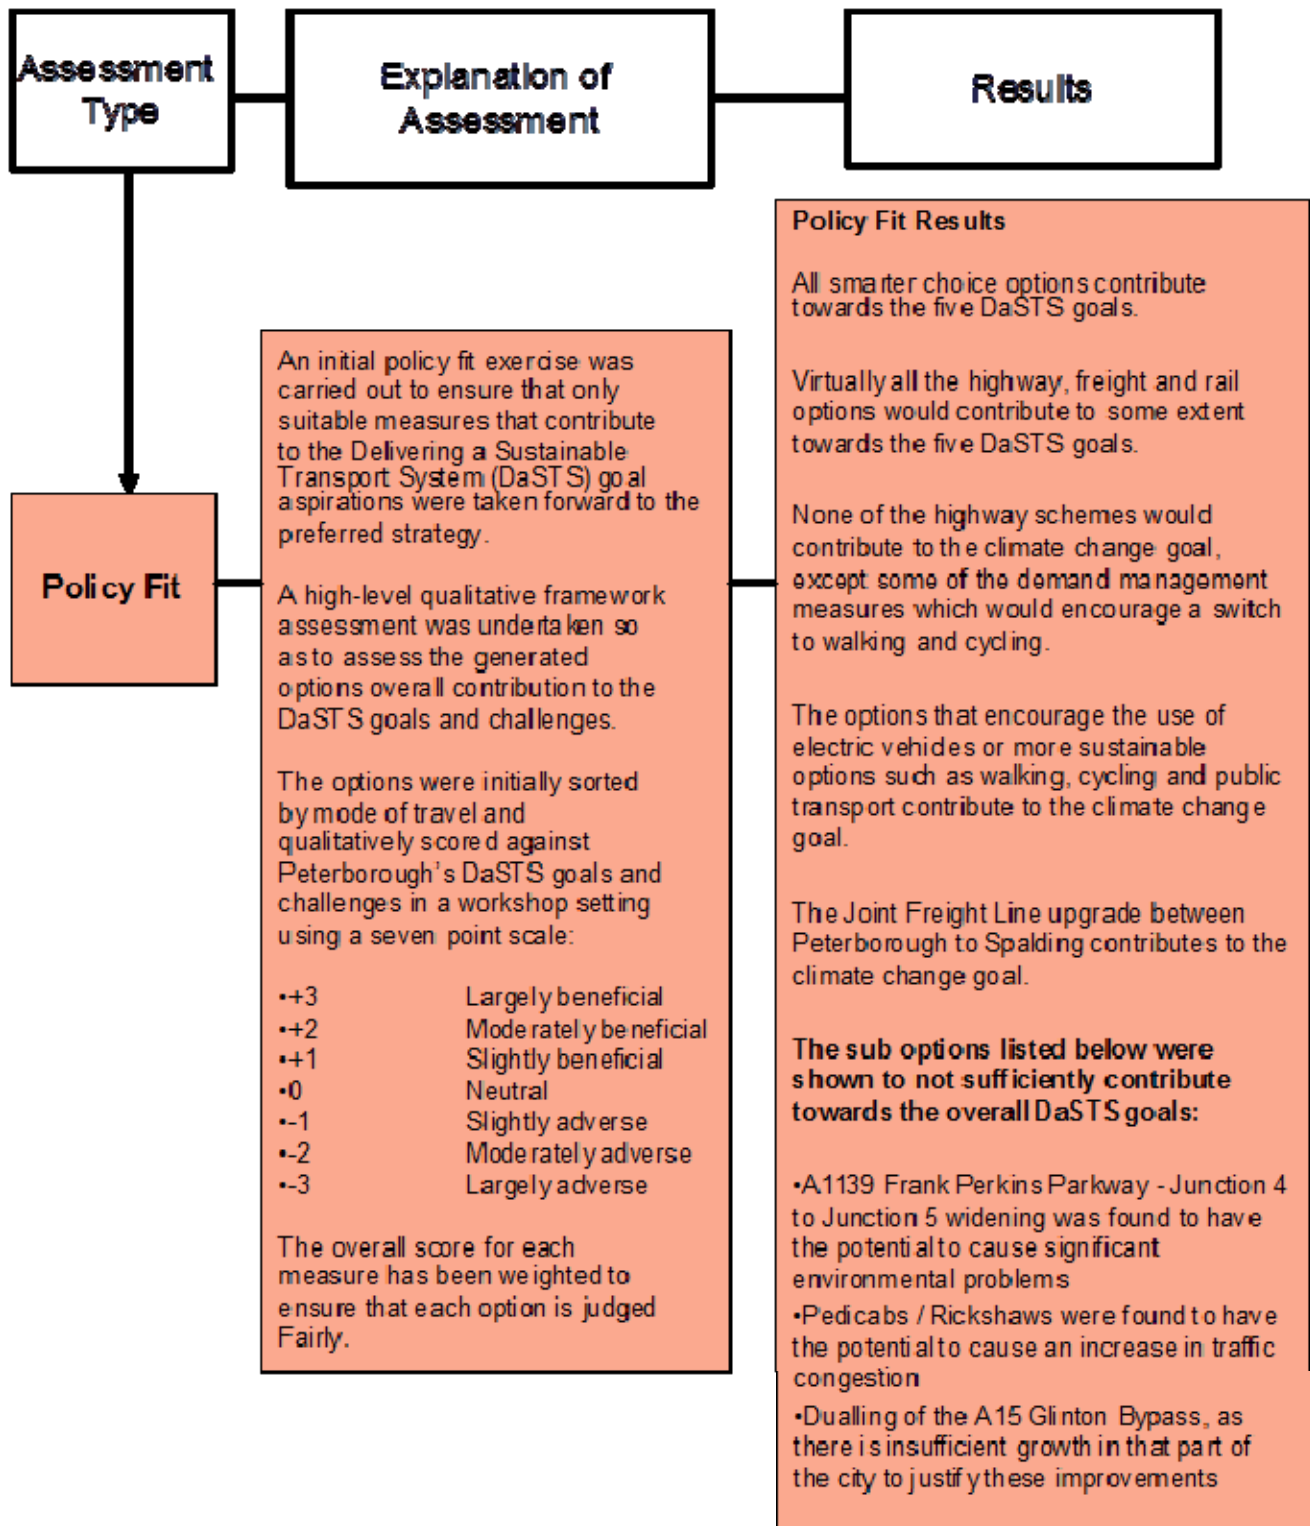 Assessment
Type
Explanation of
Assessment
Results
Policy Fit
An initial policy fit exercise was
carried out to ensure that only
suitable measures that contribute
to the Delivering a Sustainable
Transport System (DaSTS) goal
aspirations were taken forward to the
preferred strategy.
A high-level qualitative framework
assessment was undertaken so
as to assess the generated
options overall contribution to the
DaSTS goals and challenges.
The options were initially sorted
by mode of travel and
qualitatively scored against
Peterborough's DaSTS goals and
challenges in a workshop setting
using a seven point scale:
•+3 Largely beneficial
•+2 Moderately beneficial
•+1 Slightly beneficial
•0 Neutral
•-1 Slightly adverse
•-2 Moderately adverse
•-3 Largely adverse
The overall score for each
measure has been weighted to
ensure that each option is judged
Fairly.
Policy Fit Results
All smarter choice options contribute
towards the five DaSTS goals.
Virtually all the highway, freight and rail
options would contribute to some extent
towards the five DaSTS goals.
None of the highway schemes would
contribute to the climate change goal,
except some of the demand management
measures which would encourage a switch
to walking and cycling.
The options that encourage the use of
electric vehicles or more sustainable
options such as walking, cycling and public
transport contribute to the climate change
goal.
The Joint Freight Line upgrade between
Peterborough to Spalding contributes to the
climate change goal.
The sub options listed below were
shown to not sufficiently contribute
towards the overall DaSTS goals:
•A1139 Frank Perkins Parkway - Junction 4
to Junction 5 widening was found to have
the potential to cause significant
environmental problems
•Pedicabs / Rickshaws were found to have
the potential to cause an increase in traffic
congestion
•Dualling of the A15 Glinton Bypass, as
there is insufficient growth in that part of
the city to justify these improvements